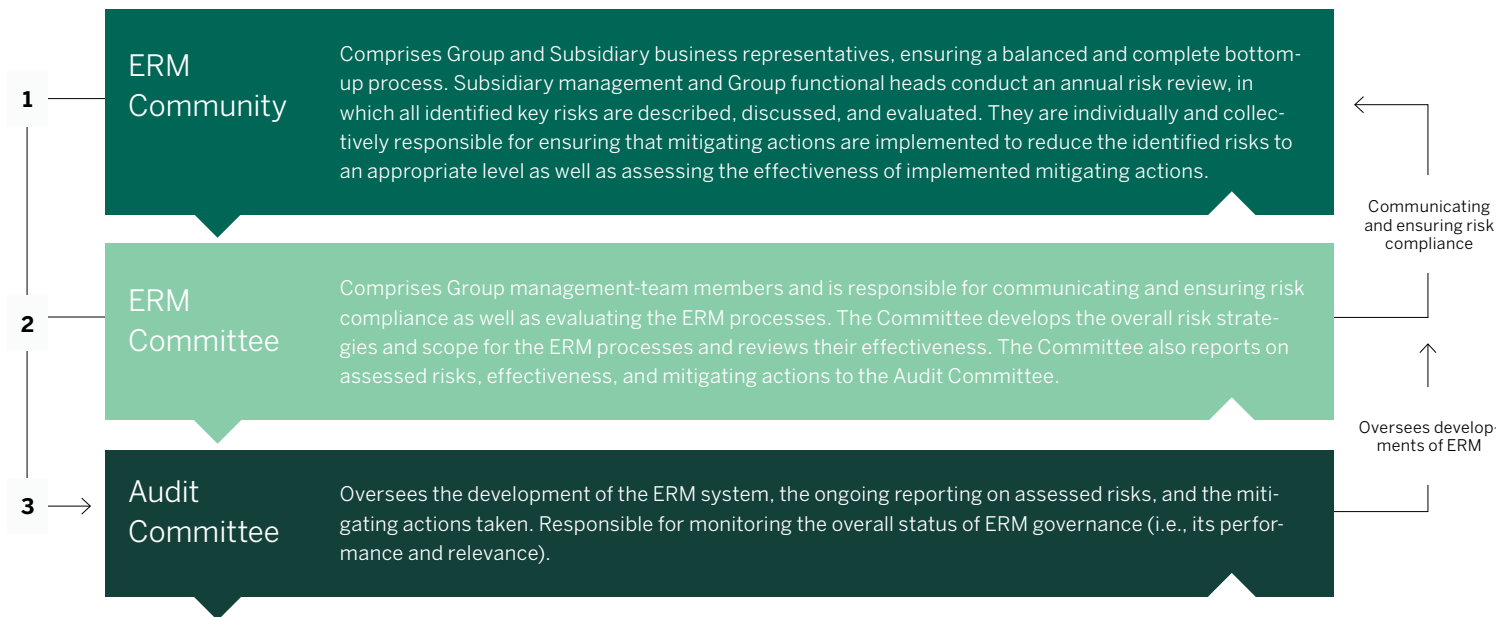 1
ERM
Community
Comprises Group and Subsidiary business representatives, ensuring a balanced and complete bottom-
up process. Subsidiary management and Group functional heads conduct an annual risk review, in
which all identified key risks are described, discussed, and evaluated. They are individually and collec-
tively responsible for ensuring that mitigating actions are implemented to reduce the identified risks to
an appropriate level as well as assessing the effectiveness of implemented mitigating actions.
Communicating
and ensuring risk
compliance
2
ERM
Committee
Comprises Group management-team members and is responsible for communicating and ensuring risk
compliance as well as evaluating the ERM processes. The Committee develops the overall risk strate-
gies and scope for the ERM processes and reviews their effectiveness. The Committee also reports on
assessed risks, effectiveness, and mitigating actions to the Audit Committee.
Oversees develop-
ments of ERM
3
Audit
Committee
Oversees the development of the ERM system, the ongoing reporting on assessed risks, and the miti-
gating actions taken. Responsible for monitoring the overall status of ERM governance (i.e., its perfor-
mance and relevance).